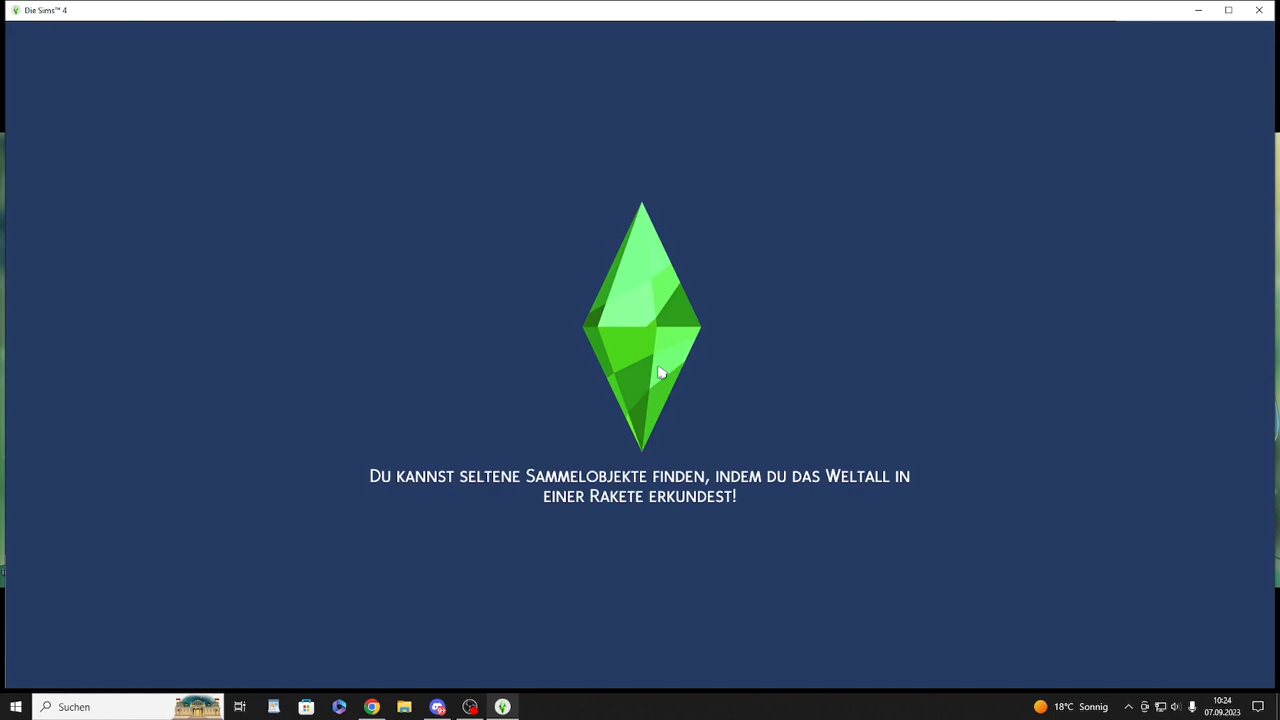 Die Sims™ 4
Du kannst seltene Sammelobjekte finden, indem du das Weltall in
einer Rakete erkundest!
Suchen
18°C Sonnig
10:24
07.09.2023